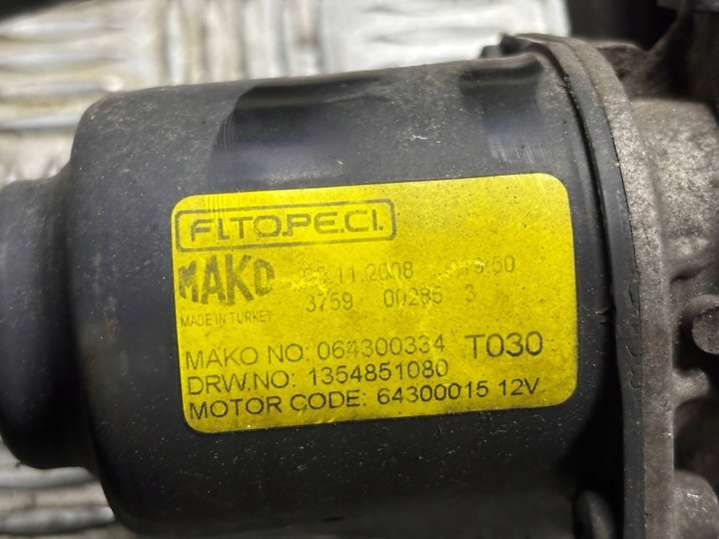 F.I.TO.PE.C.I.
MAKO
.11.2008
3759 00285 3
MADE IN TURKEY
MAKO NO: 064300334 T030
DRW.NO: 1354851080
MOTOR CODE: 64300015 12V